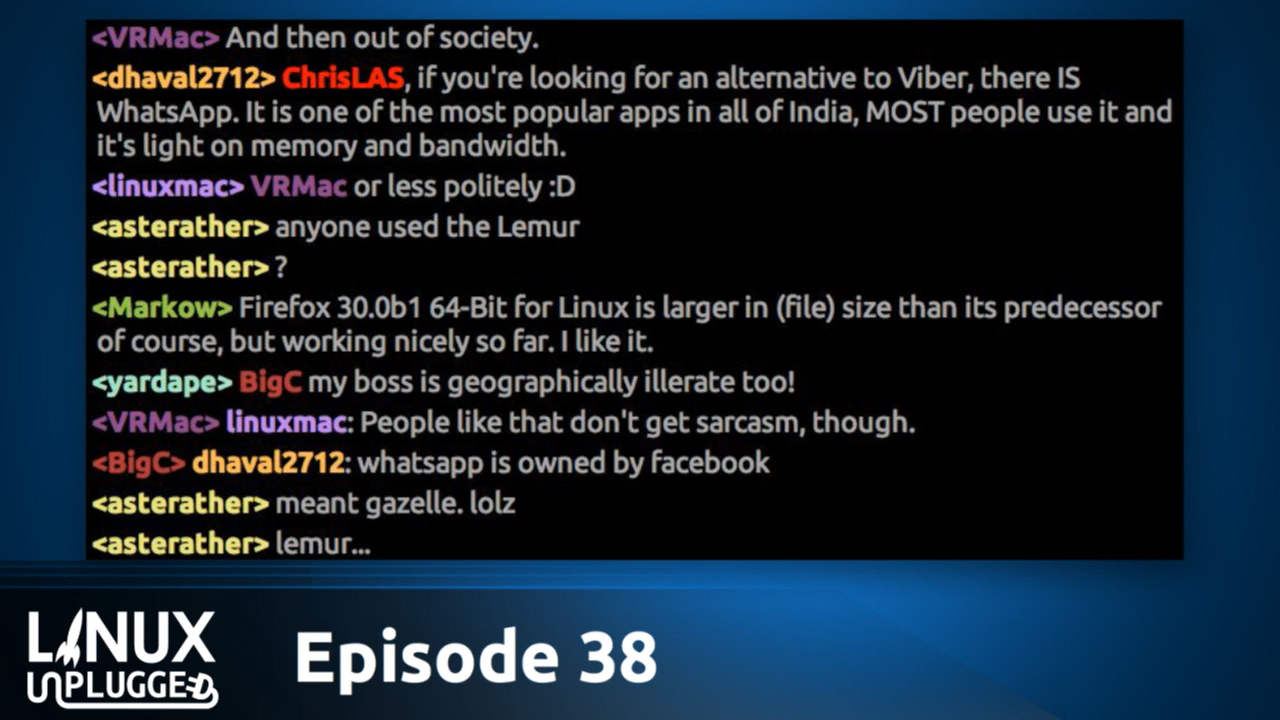 <VRMac> And then out of society.
<dhaval2712> ChrisLAS, if you're looking for an alternative to Viber, there IS
WhatsApp. It is one of the most popular apps in all of India, MOST people use it and
it's light on memory and bandwidth.
<linuxmac> VRMac or less politely :D
<asterather> anyone used the Lemur
<asterather> ?
<Markow> Firefox 30.0b1 64-Bit for Linux is larger in (file) size than its predecessor
of course, but working nicely so far. I like it.
<yardape> BigC my boss is geographically illerate too!
<VRMac> linuxmac: People like that don't get sarcasm, though.
<BigC> dhaval2712: whatsapp is owned by facebook
<asterather> meant gazelle. lolz
<asterather> lemur...
LINUX
UNPLUGGED
Episode 38